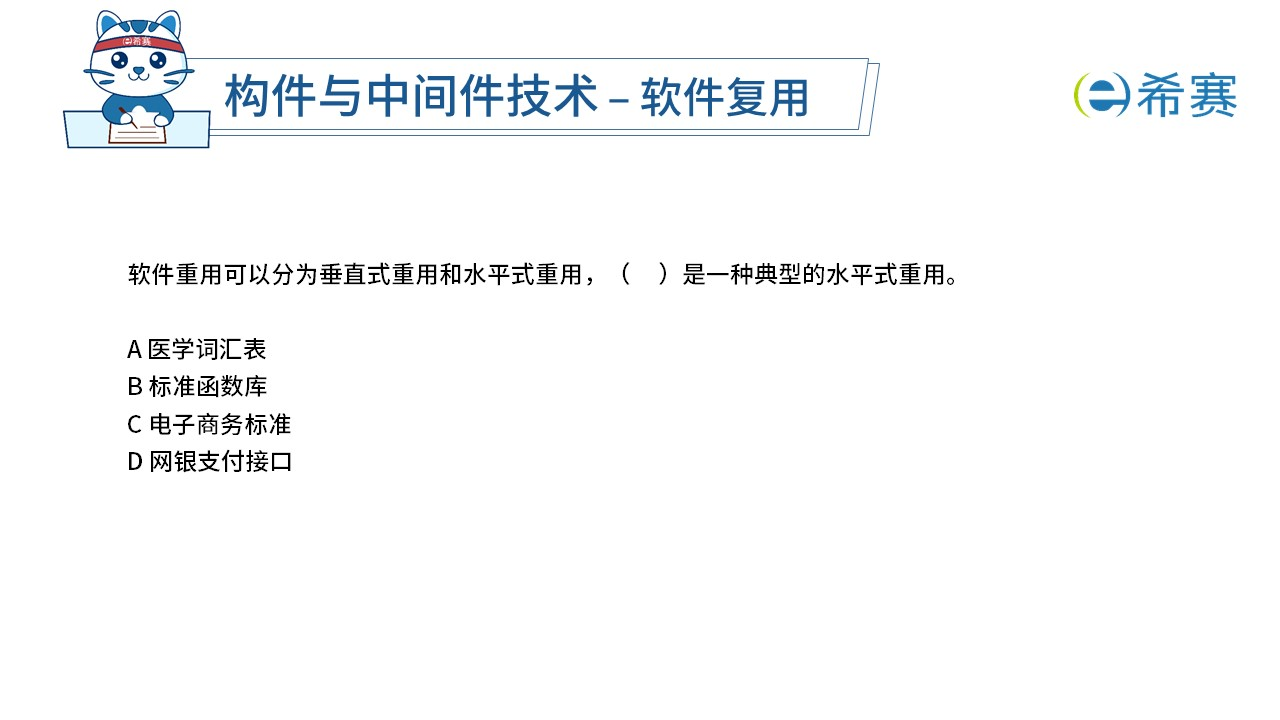 希赛
构件与中间件技术 – 软件复用
希赛
软件重用可以分为垂直式重用和水平式重用，（ ）是一种典型的水平式重用。
A 医学词汇表
B 标准函数库
C 电子商务标准
D 网银支付接口